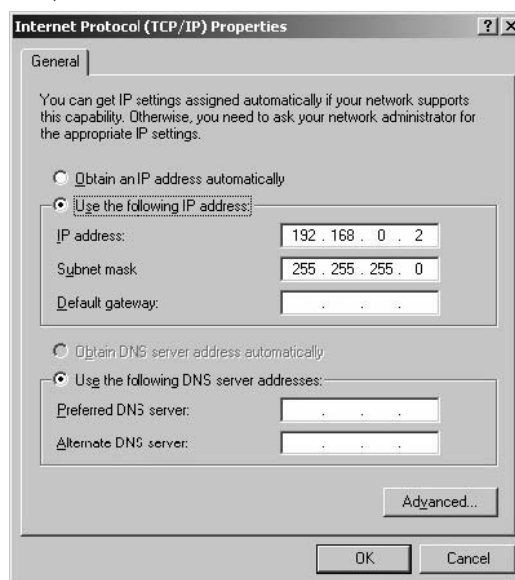 Internet Protocol (TCP/IP) Properties
General
You can get IP settings assigned automatically if your network supports
this capability. Otherwise, you need to ask your network administrator for
the appropriate IP settings.
Obtain an IP address automatically
Use the following IP address:
IP address: 192 . 168 . 0 . 2
Subnet mask 255 . 255 . 255 . 0
Default gateway: . . .
Obtain DNS server address automatically
Use the following DNS server addresses:
Preferred DNS server: . . .
Alternate DNS server: . . .
Advanced...
OK Cancel